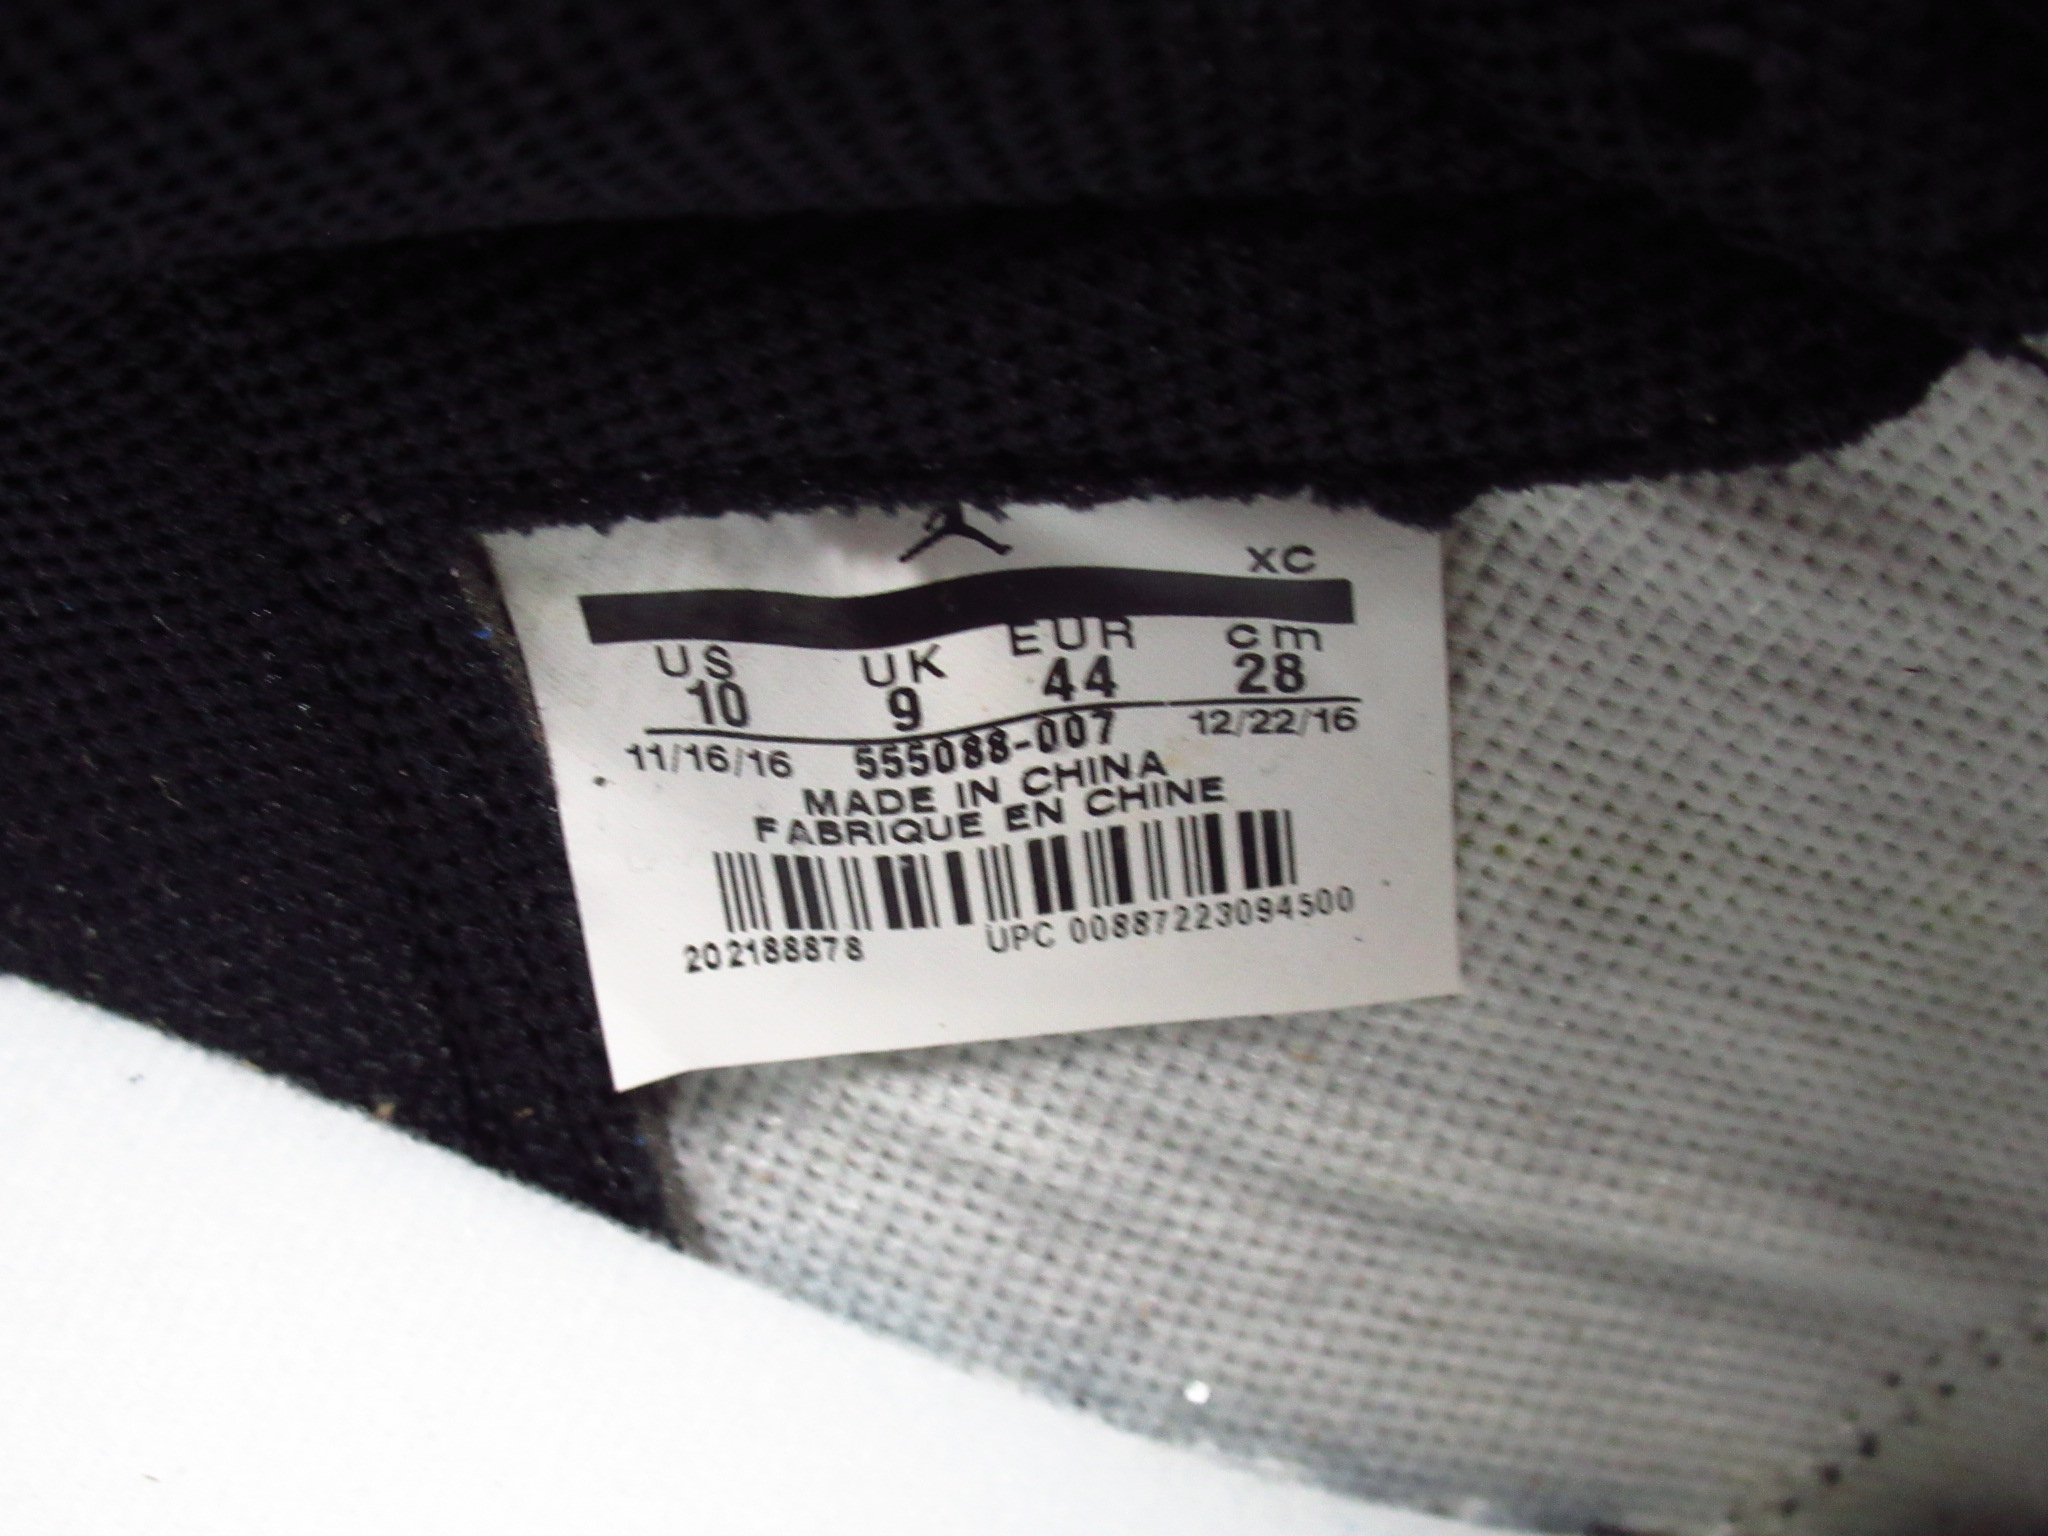 XC
US UK EUR cm
10 9 44 28
11/16/16 555088-007 12/22/16
MADE IN CHINA
FABRIQUE EN CHINE
202188878 UPC 00887223094500